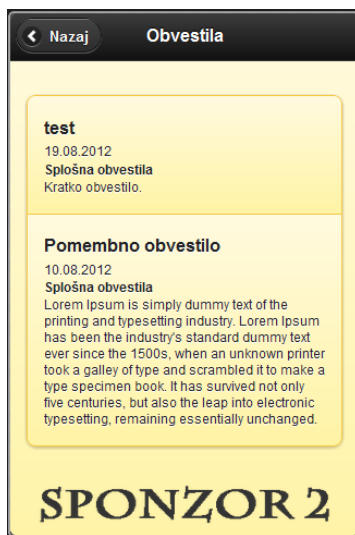 Nazaj
Obvestila
test
19.08.2012
Splošna obvestila
Kratko obvestilo.
Pomembno obvestilo
10.08.2012
Splošna obvestila
Lorem Ipsum is simply dummy text of the
printing and typesetting industry. Lorem Ipsum
has been the industry's standard dummy text
ever since the 1500s, when an unknown printer
took a galley of type and scrambled it to make a
type specimen book. It has survived not only
five centuries, but also the leap into electronic
typesetting, remaining essentially unchanged.
SPONZOR 2